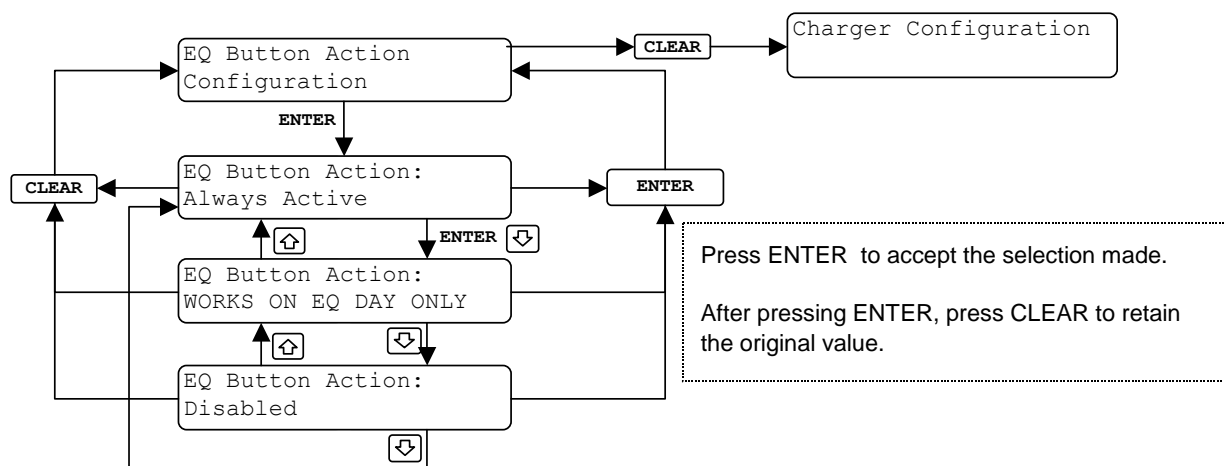 EQ Button Action
Configuration
CLEAR
Charger Configuration
ENTER
EQ Button Action:
Always Active
CLEAR
ENTER
ENTER
EQ Button Action:
WORKS ON EQ DAY ONLY
EQ Button Action:
Disabled
Press ENTER to accept the selection made.
After pressing ENTER, press CLEAR to retain
the original value.